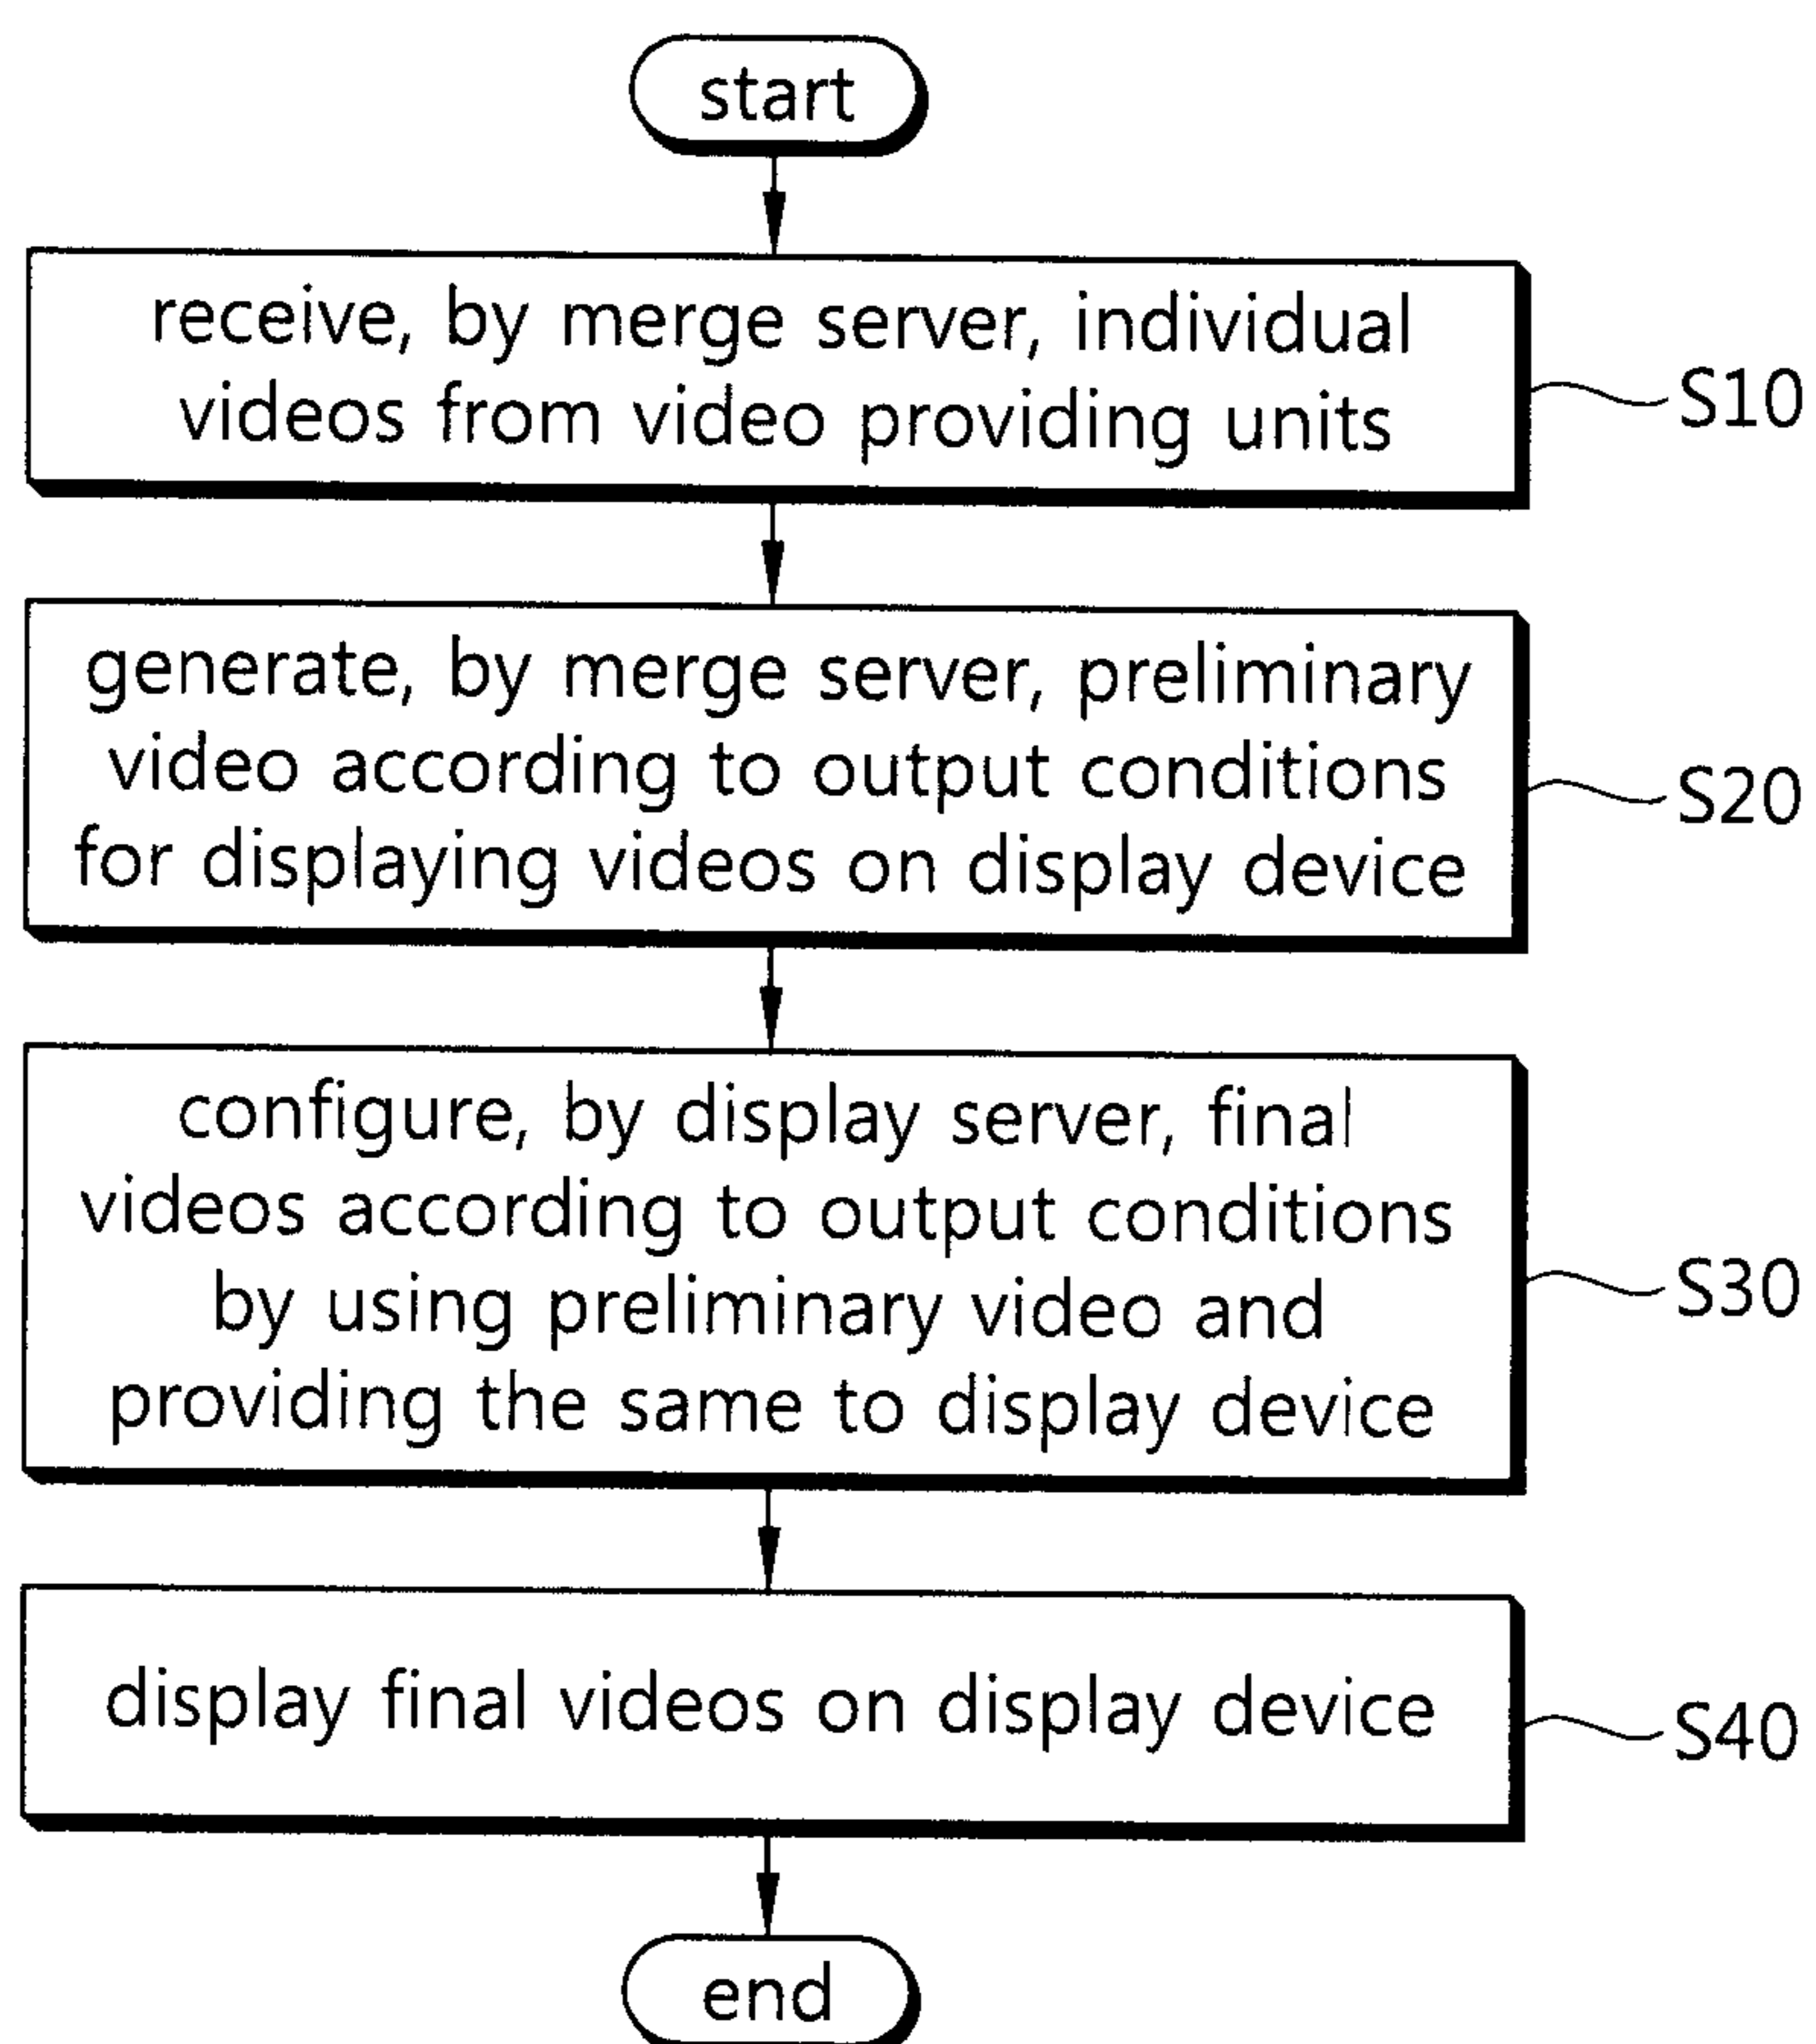 start
receive, by merge server, individual
videos from video providing units
S10
generate, by merge server, preliminary
video according to output conditions
for displaying videos on display device
S20
configure, by display server, final
videos according to output conditions
by using preliminary video and
providing the same to display device
S30
display final videos on display device
S40
end